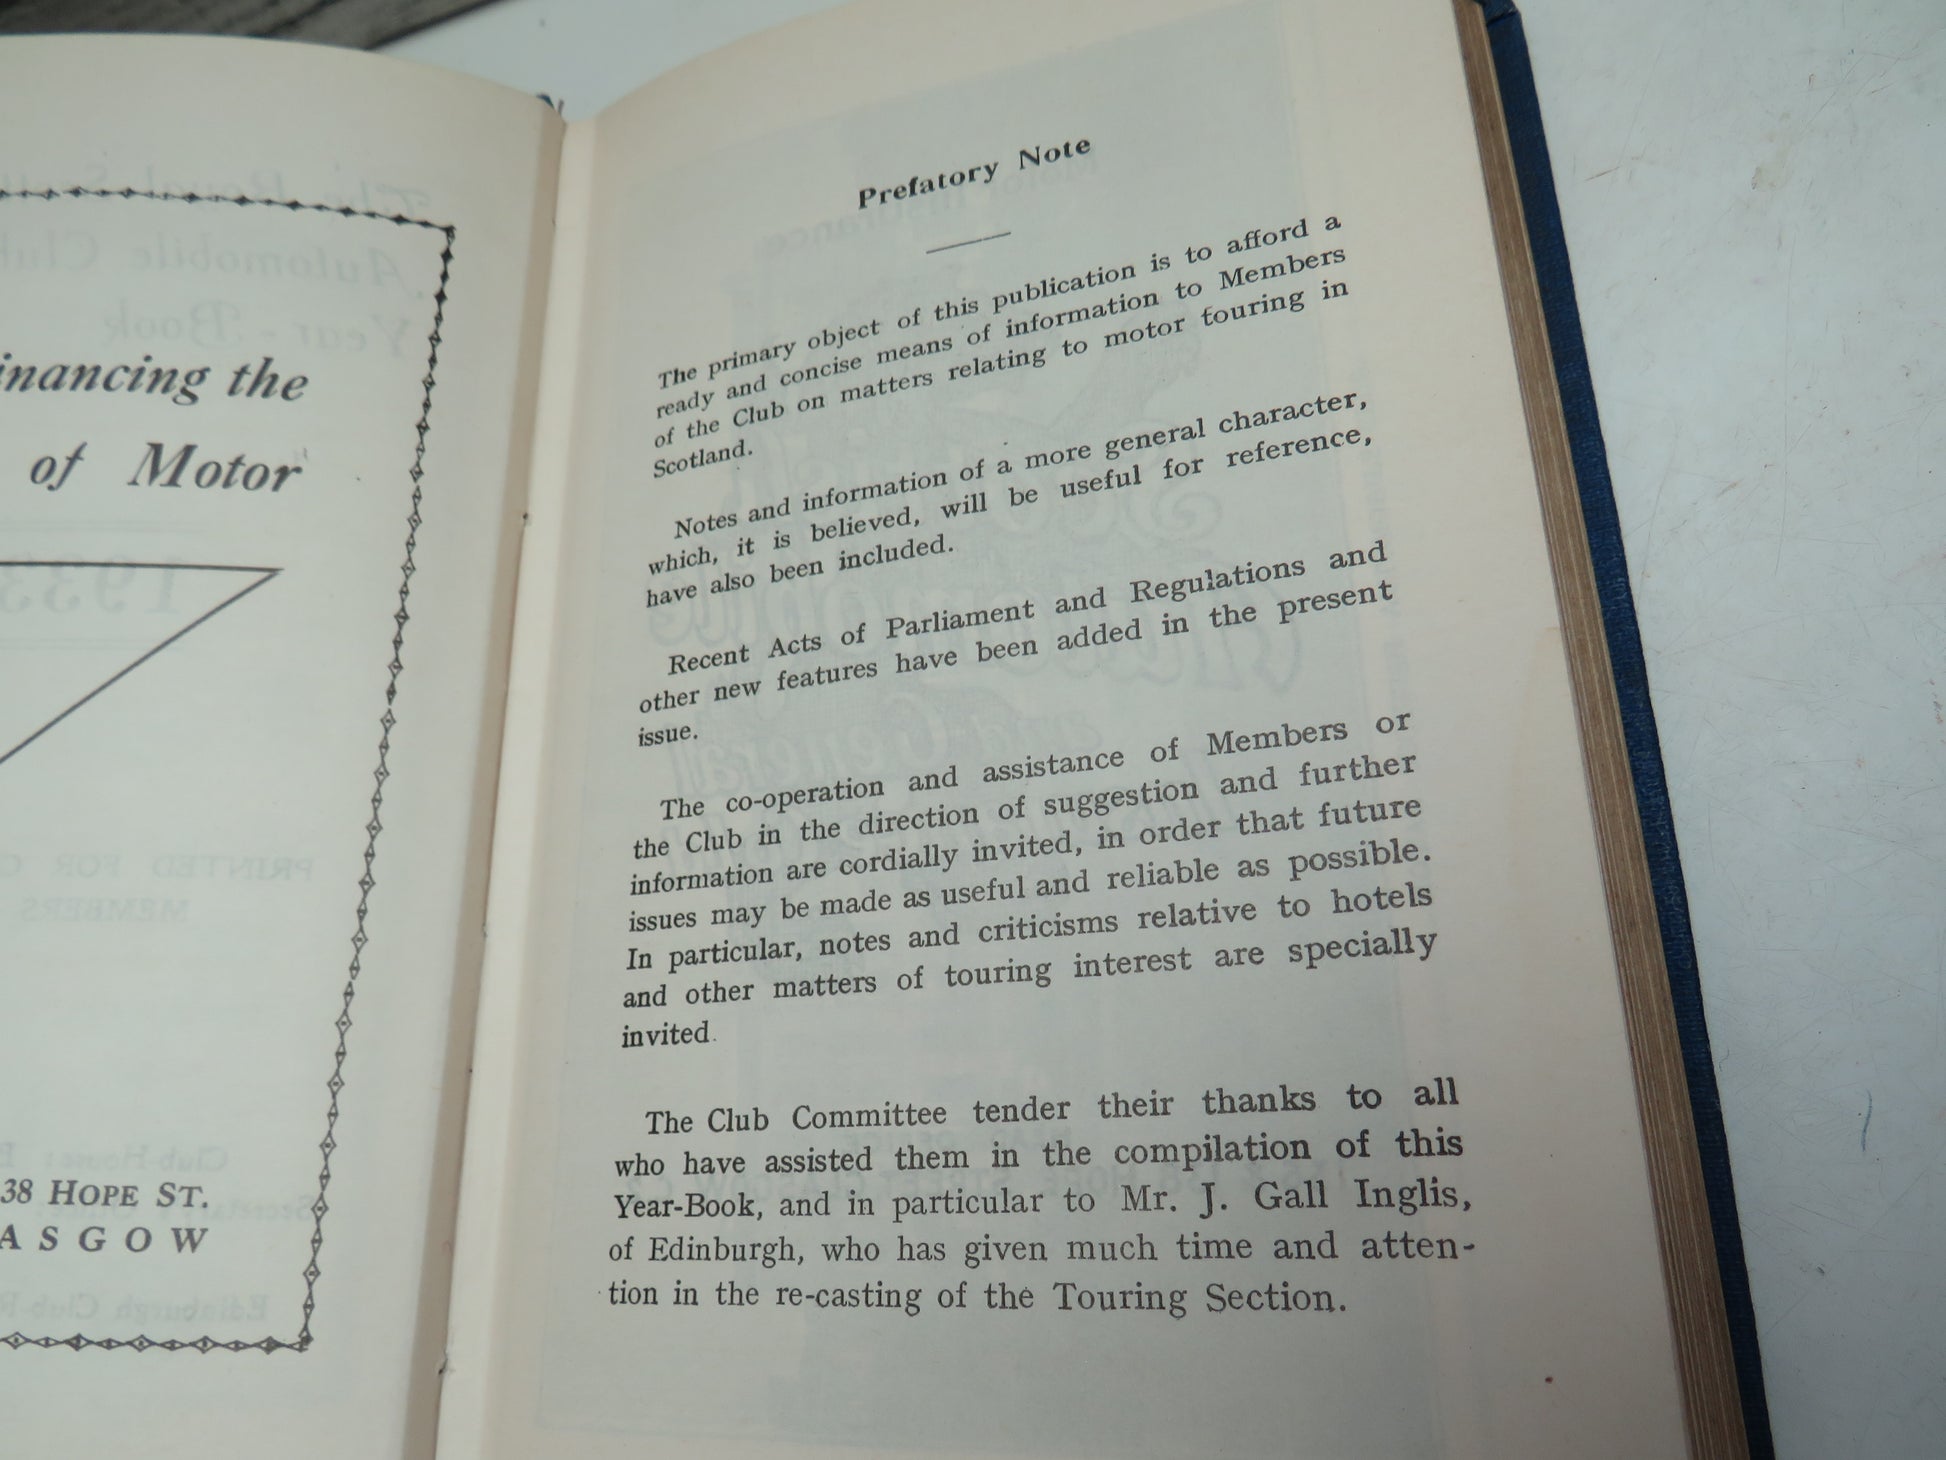 inancing the
of Motor
38 HOPE ST.
ASGOW
Prefatory Note
The primary object of this publication is to afford a
ready and concise means of information to Members
of the Club on matters relating to motor touring in
Scotland.
Notes and information of a more general character,
which, it is believed, will be useful for reference,
have also been included.
Recent Acts of Parliament and Regulations and
other new features have been added in the present
issue.
The co-operation and assistance of Members or
the Club in the direction of suggestion and further
information are cordially invited, in order that future
issues may be made as useful and reliable as possible.
In particular, notes and criticisms relative to hotels
and other matters of touring interest are specially
invited.
The Club Committee tender their thanks to all
who have assisted them in the compilation of this
Year-Book, and in particular to Mr. J. Gall Inglis,
of Edinburgh, who has given much time and atten-
tion in the re-casting of the Touring Section.